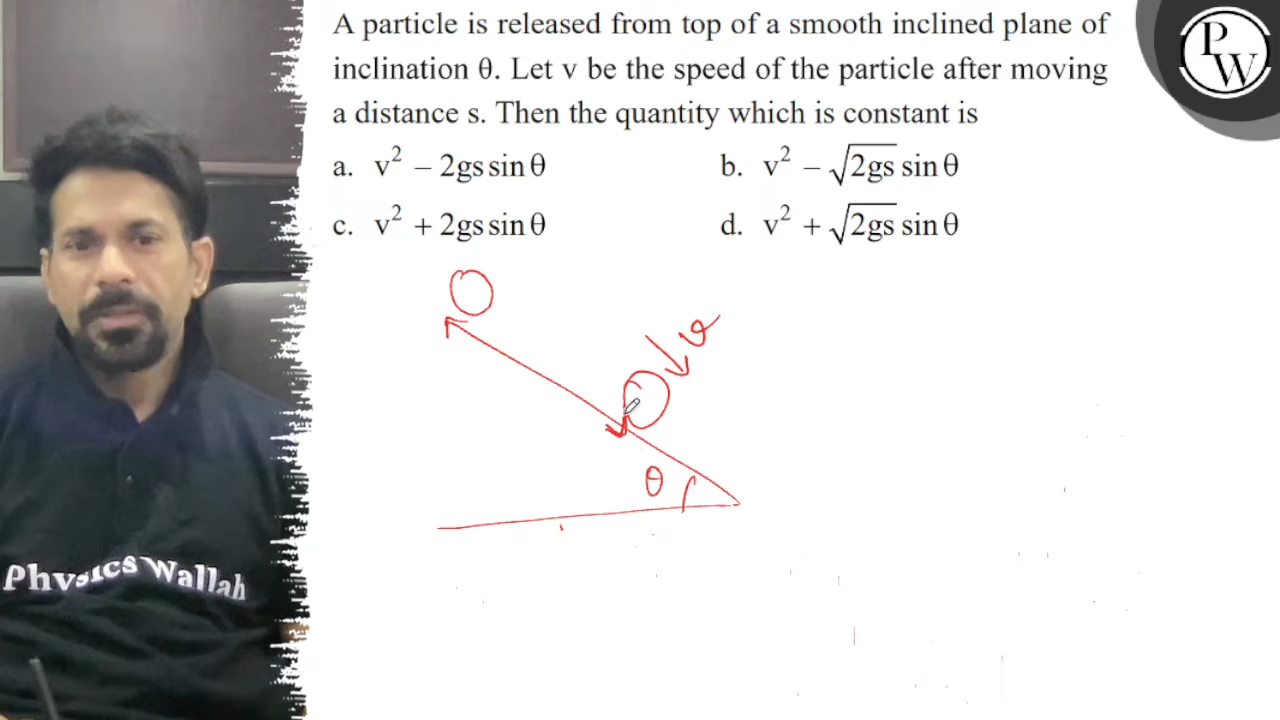 A particle is released from top of a smooth inclined plane of
inclination θ. Let v be the speed of the particle after moving
a distance s. Then the quantity which is constant is
a. v² – 2gs sin θ
b. v² – √2gs sin θ
c. v² + 2gs sin θ
d. v² + √2gs sin θ
v
θ
Physics Wallah
P
W